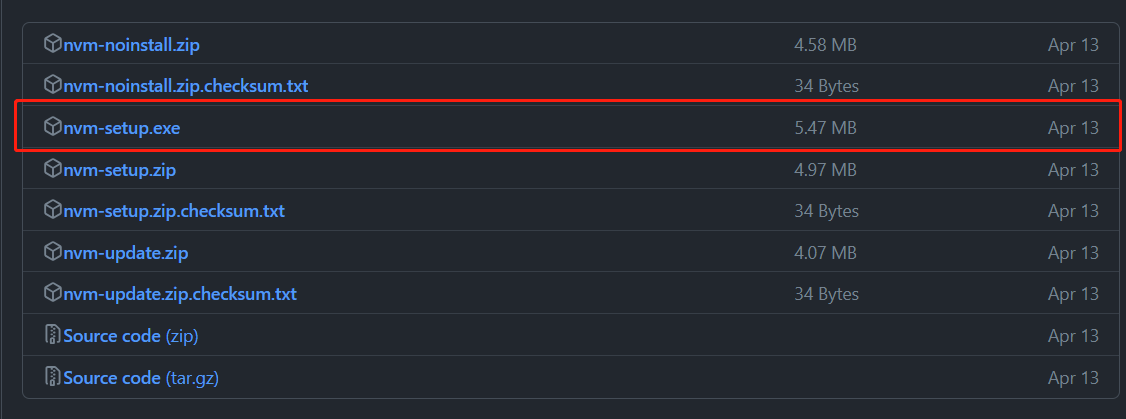 nvm-noinstall.zip 4.58 MB Apr 13
nvm-noinstall.zip.checksum.txt 34 Bytes Apr 13
nvm-setup.exe 5.47 MB Apr 13
nvm-setup.zip 4.97 MB Apr 13
nvm-setup.zip.checksum.txt 34 Bytes Apr 13
nvm-update.zip 4.07 MB Apr 13
nvm-update.zip.checksum.txt 34 Bytes Apr 13
Source code (zip) Apr 13
Source code (tar.gz) Apr 13